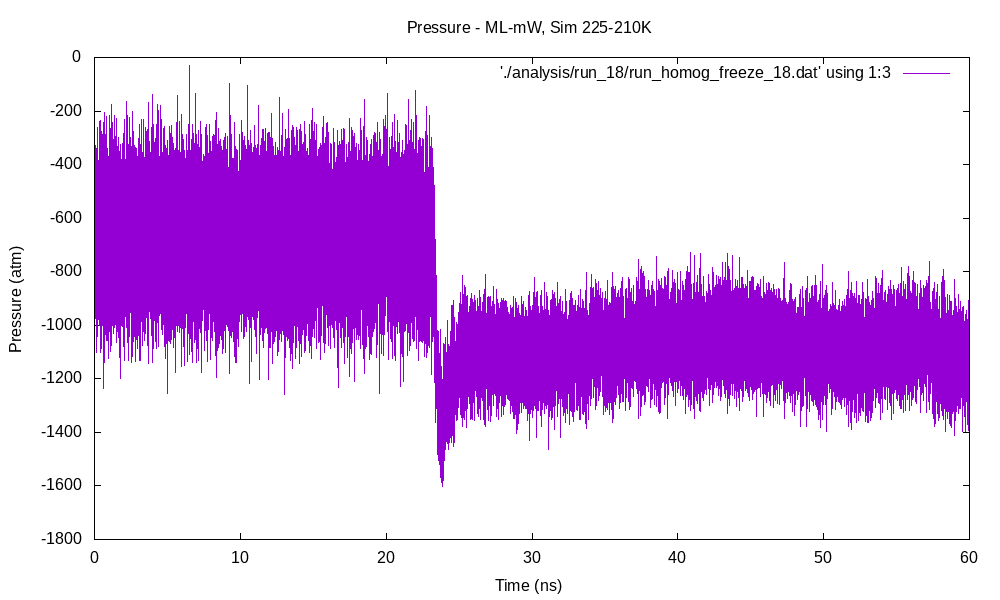 Pressure - ML-mW, Sim 225-210K
'./analysis/run_18/run_homog_freeze_18.dat' using 1:3
0
-200
-400
-600
-800
-1000
-1200
-1400
-1600
-1800
Pressure (atm)
0 10 20 30 40 50 60
Time (ns)